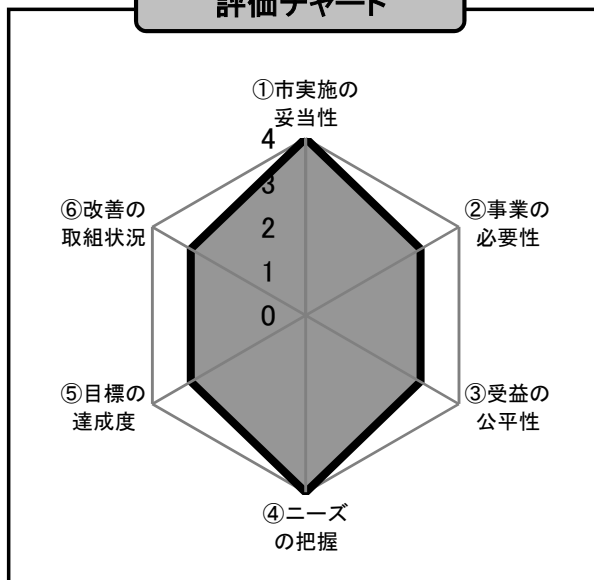 評価チャート
①市実施の
妥当性
4
3
2
1
0
②事業の
必要性
③受益の
公平性
④ニーズ
の把握
⑤目標の
達成度
⑥改善の
取組状況